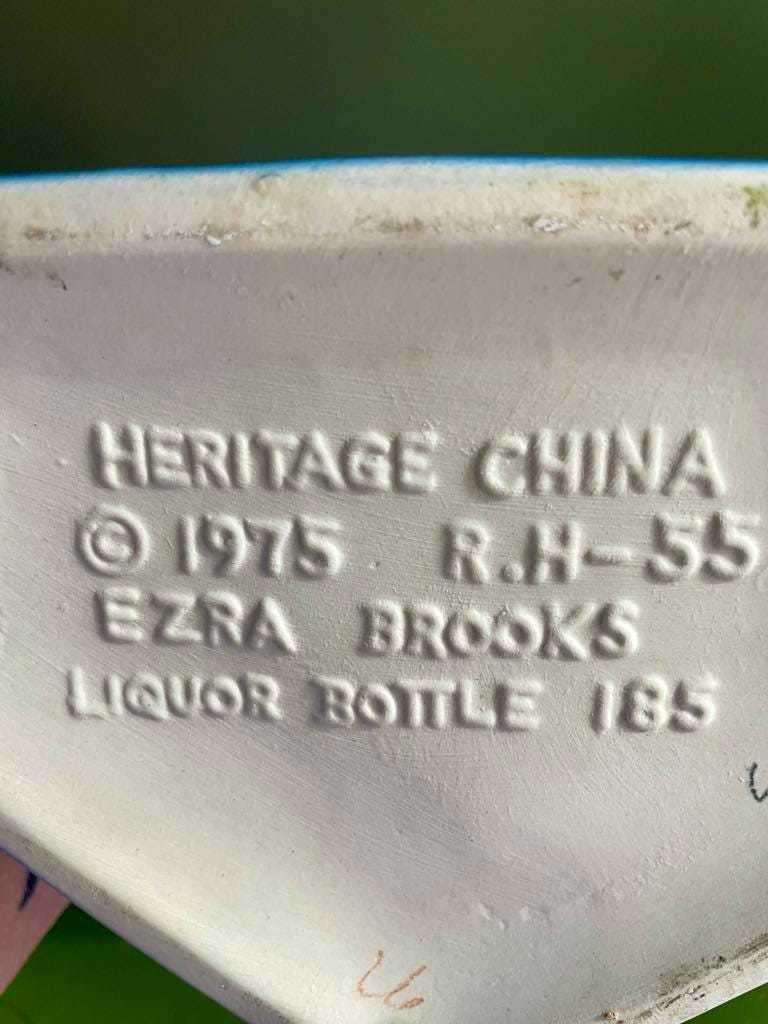 HERITAGE CHINA
© 1975 R.H-55
EZRA BROOKS
LIQUOR BOTTLE 185